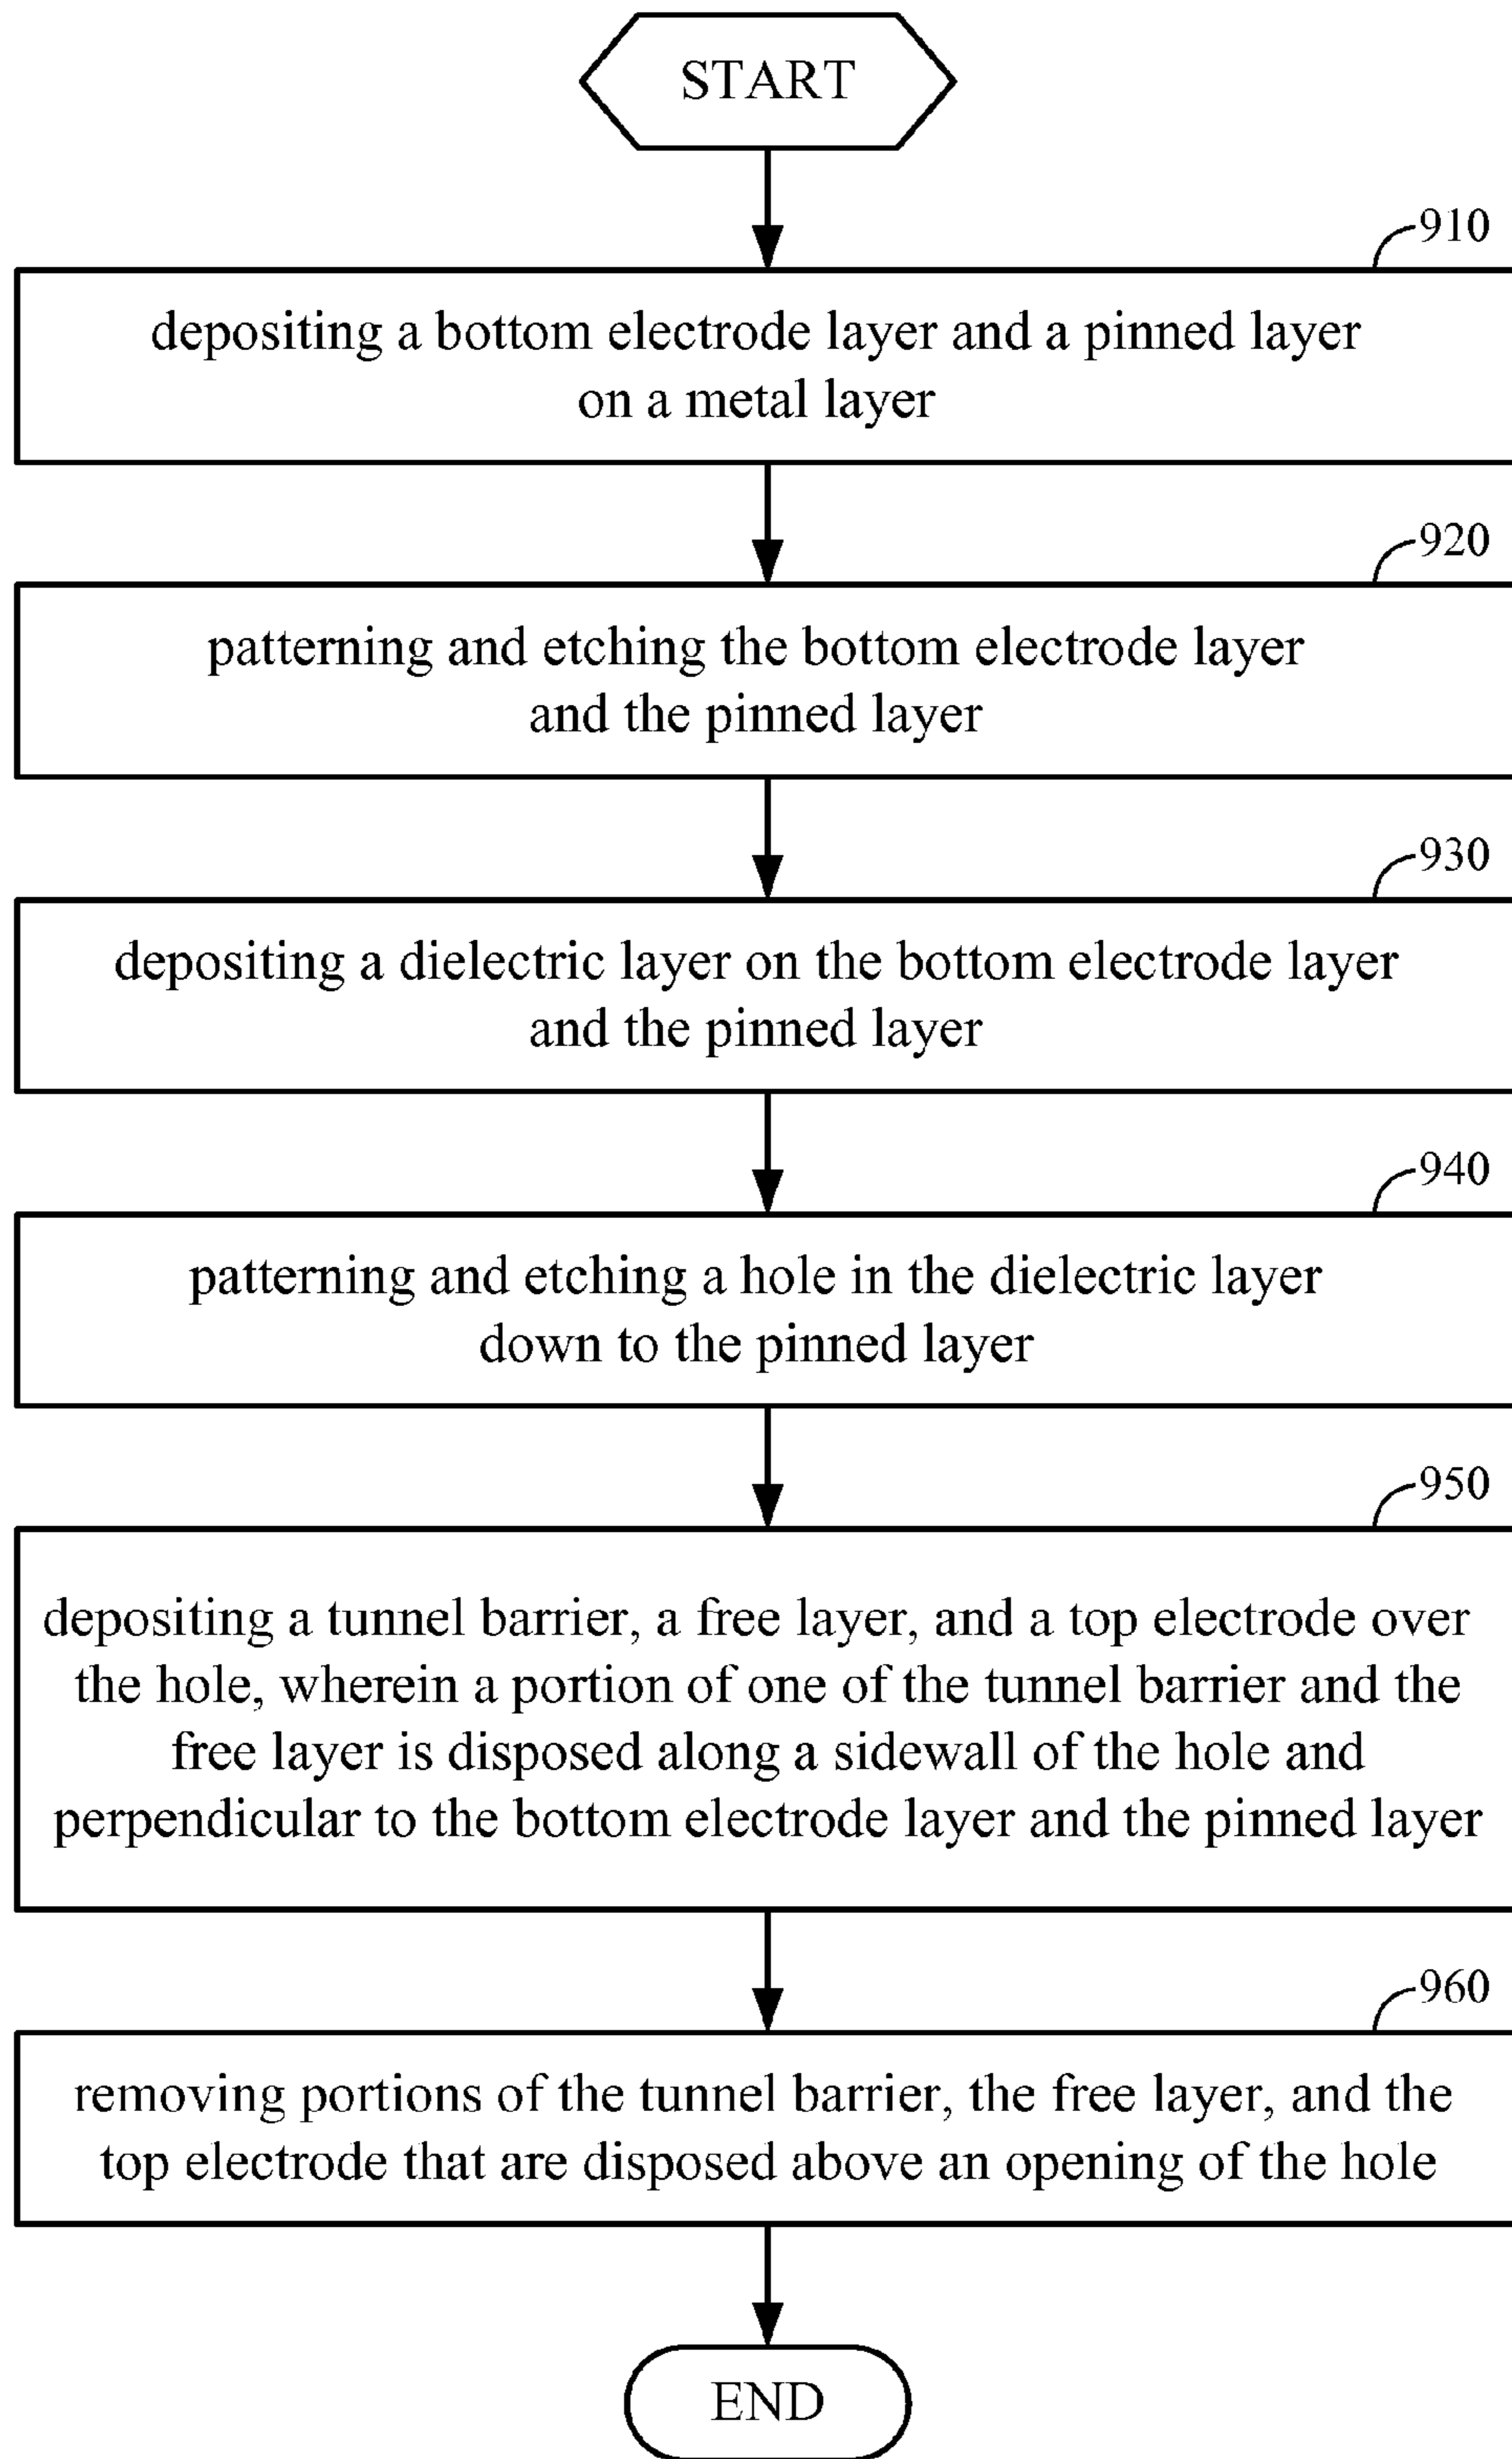 START
910
depositing a bottom electrode layer and a pinned layer
on a metal layer
920
patterning and etching the bottom electrode layer
and the pinned layer
930
depositing a dielectric layer on the bottom electrode layer
and the pinned layer
940
patterning and etching a hole in the dielectric layer
down to the pinned layer
950
depositing a tunnel barrier, a free layer, and a top electrode over
the hole, wherein a portion of one of the tunnel barrier and the
free layer is disposed along a sidewall of the hole and
perpendicular to the bottom electrode layer and the pinned layer
960
removing portions of the tunnel barrier, the free layer, and the
top electrode that are disposed above an opening of the hole
END